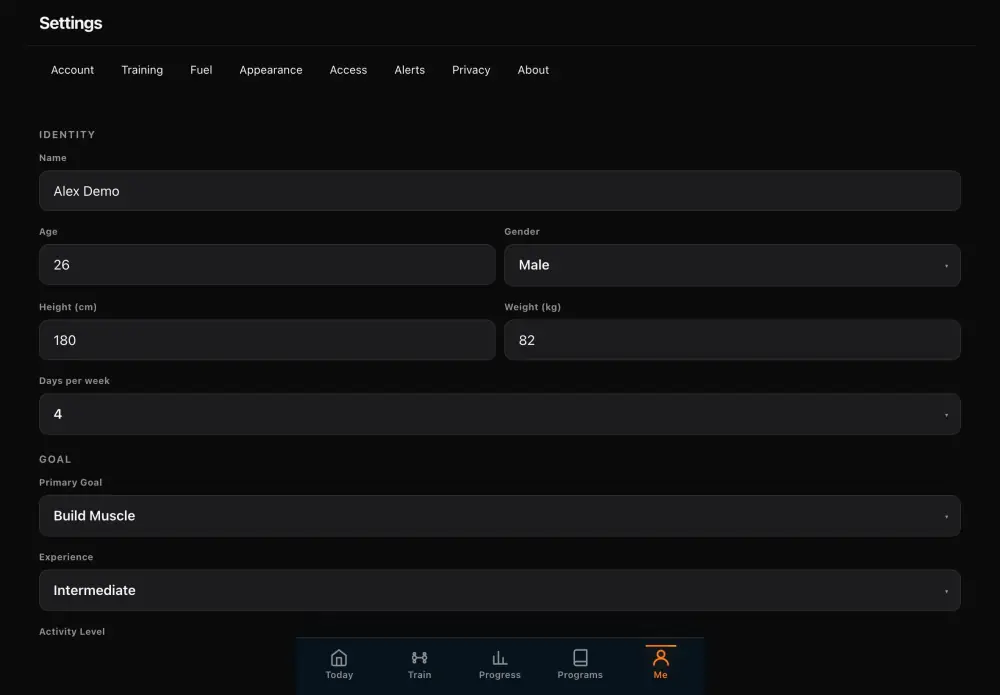 Settings
Account Training Fuel Appearance Access Alerts Privacy About
IDENTITY
Name
Alex Demo
Age Gender
26 Male
Height (cm) Weight (kg)
180 82
Days per week
4
GOAL
Primary Goal
Build Muscle
Experience
Intermediate
Activity Level
Today Train Progress Programs Me